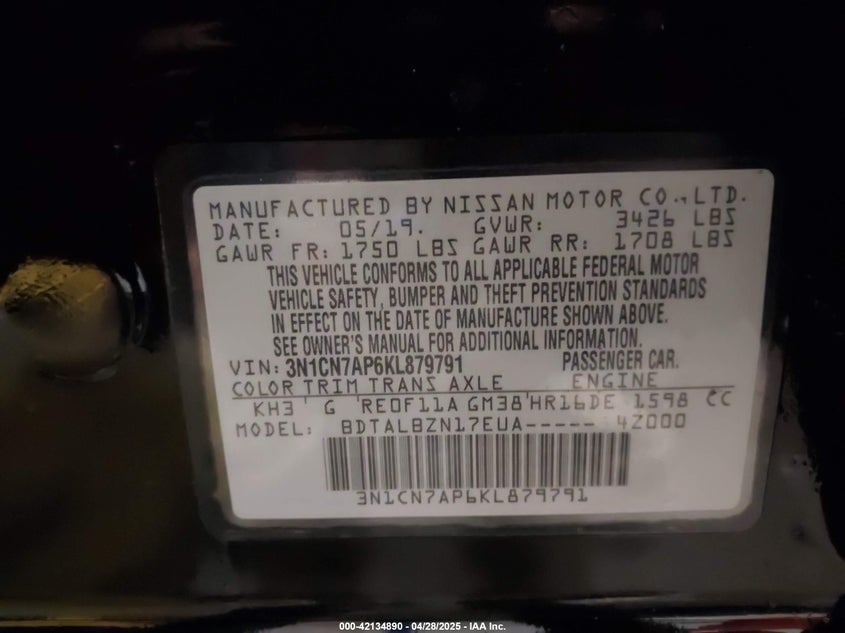 MANUFACTURED BY NISSAN MOTOR CO., LTD.
DATE: 05/19. GVWR: 3426 LBS
GAWR FR: 1750 LBS GAWR RR: 1708 LBS
THIS VEHICLE CONFORMS TO ALL APPLICABLE FEDERAL MOTOR
VEHICLE SAFETY, BUMPER AND THEFT PREVENTION STANDARDS
IN EFFECT ON THE DATE OF MANUFACTURE SHOWN ABOVE.
SEE OWNER'S MANUAL FOR ADDITIONAL INFORMATION.
VIN: 3N1CN7AP6KL879791 PASSENGER CAR.
COLOR TRIM TRANS AXLE ENGINE
KH3 G RE0F11A GM38 HR16DE 1598 CC
MODEL: BDTALBZN17EUA----- 4Z000
3N1CN7AP6KL879791
000-42134890 - 04/28/2025 - IAA Inc.